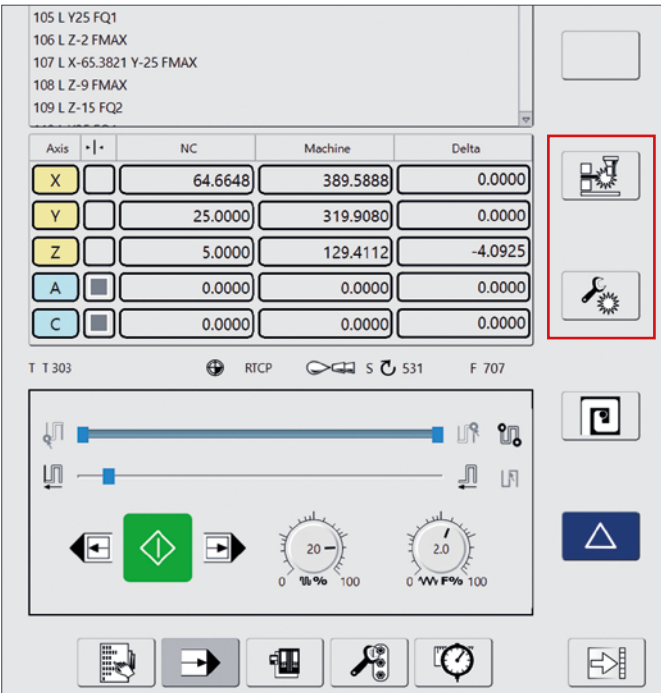 105 L Y25 FQ1
106 L Z-2 FMAX
107 L X-65.3821 Y-25 FMAX
108 L Z-9 FMAX
109 L Z-15 FQ2
Axis NC Machine Delta
X 64.6648 389.5888 0.0000
Y 25.0000 319.9080 0.0000
Z 5.0000 129.4112 -4.0925
A 0.0000 0.0000 0.0000
C 0.0000 0.0000 0.0000
T T 303 RTCP S 531 F 707
20 2.0
0 % 100 0 F% 100